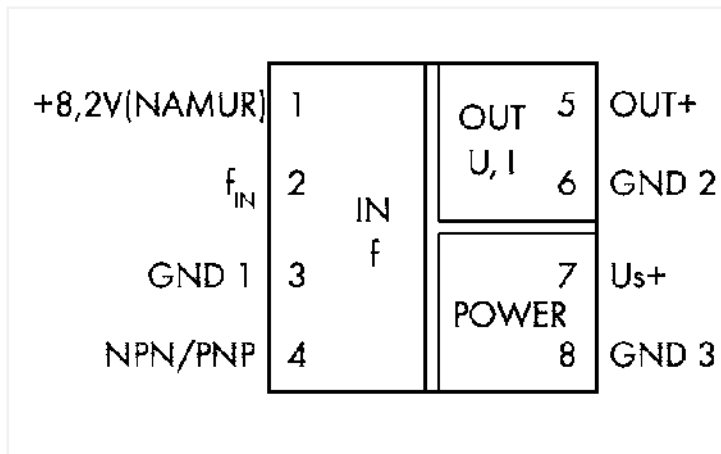 +8,2V(NAMUR) 1
f_IN 2
GND 1 3
NPN/PNP 4
IN
f
OUT 5 OUT+
U, I 6 GND 2
7 Us+
POWER
8 GND 3